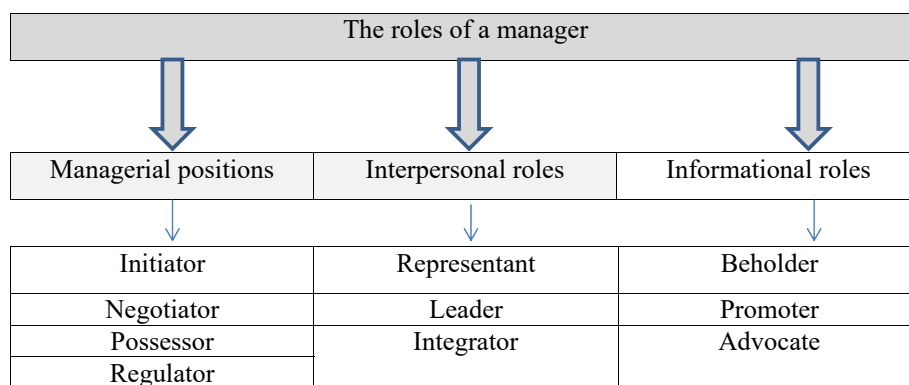 The roles of a manager
Managerial positions
Interpersonal roles
Informational roles
Initiator
Representant
Beholder
Negotiator
Leader
Promoter
Possessor
Integrator
Advocate
Regulator